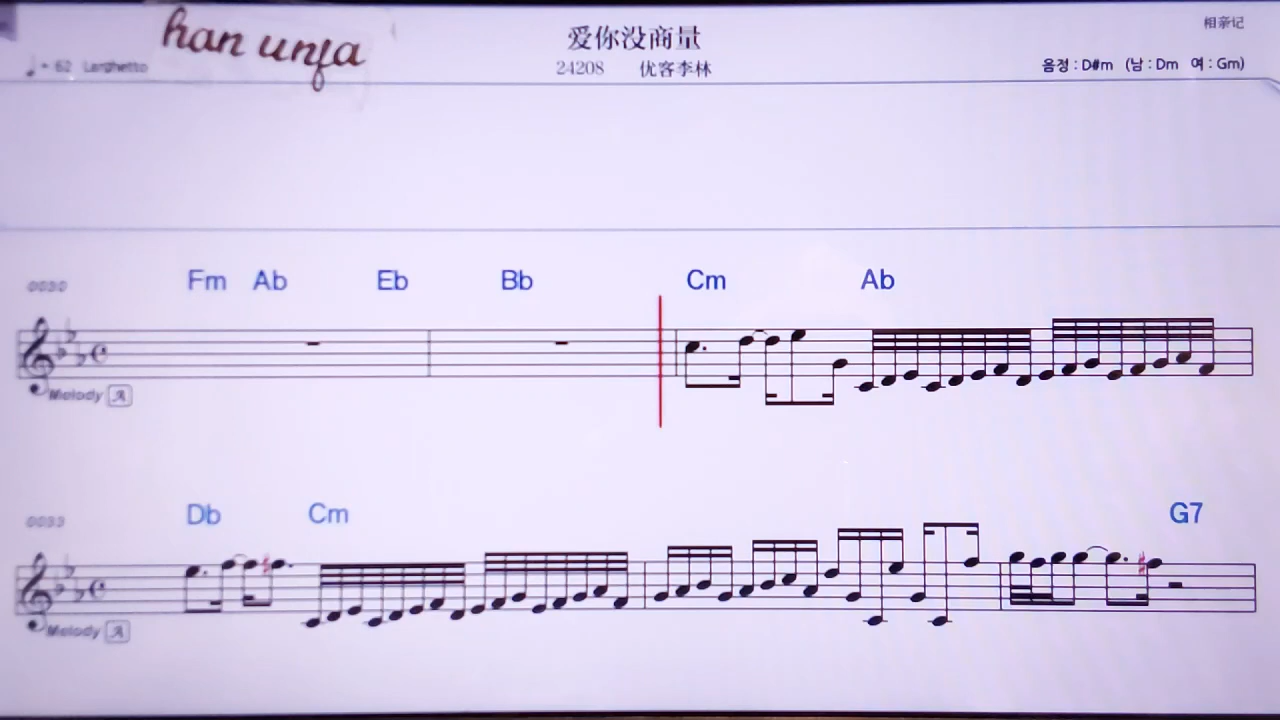 han unfa
爱你没商量
相亲记
♩= 62 Larghetto
24208 优客李林
음정 : D#m (남 : Dm 여 : Gm)
0030
Fm Ab Eb Bb Cm Ab
Melody A
0033
Db Cm G7
Melody A